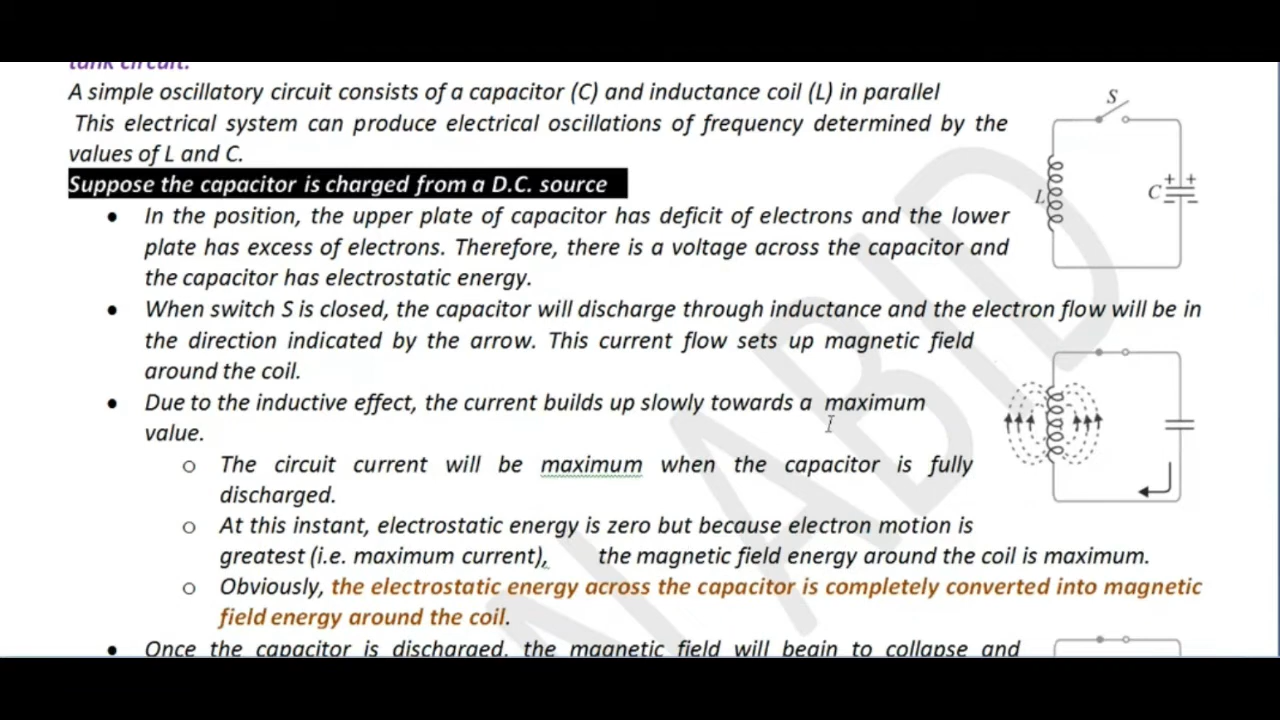 tank circuit.
A simple oscillatory circuit consists of a capacitor (C) and inductance coil (L) in parallel
This electrical system can produce electrical oscillations of frequency determined by the
values of L and C.
Suppose the capacitor is charged from a D.C. source
• In the position, the upper plate of capacitor has deficit of electrons and the lower
plate has excess of electrons. Therefore, there is a voltage across the capacitor and
the capacitor has electrostatic energy.
• When switch S is closed, the capacitor will discharge through inductance and the electron flow will be in
the direction indicated by the arrow. This current flow sets up magnetic field
around the coil.
• Due to the inductive effect, the current builds up slowly towards a maximum
value.
o The circuit current will be maximum when the capacitor is fully
discharged.
o At this instant, electrostatic energy is zero but because electron motion is
greatest (i.e. maximum current), the magnetic field energy around the coil is maximum.
o Obviously, the electrostatic energy across the capacitor is completely converted into magnetic
field energy around the coil.
• Once the capacitor is discharged, the magnetic field will begin to collapse and
S
L
C
+ +